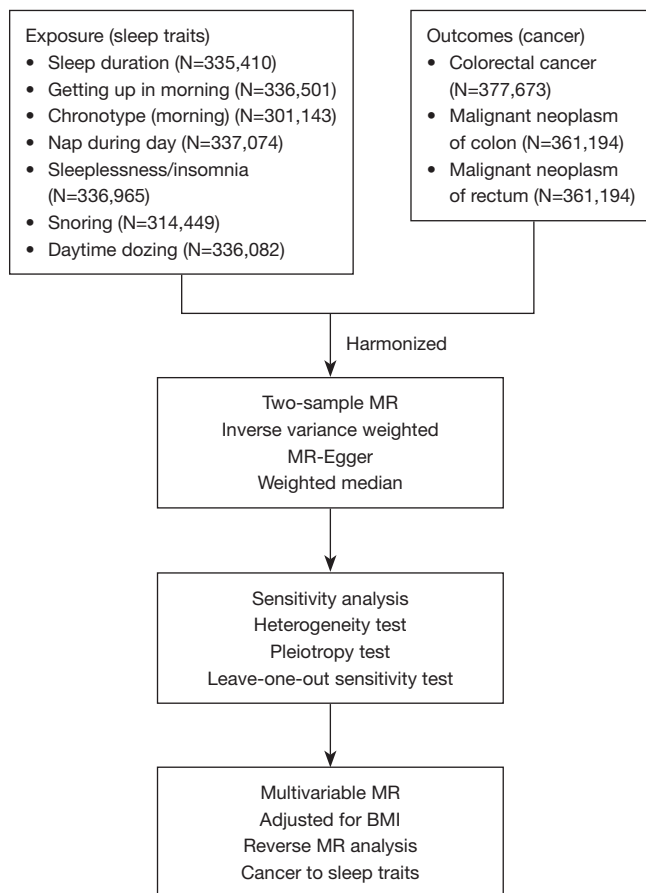 Exposure (sleep traits)
• Sleep duration (N=335,410)
• Getting up in morning (N=336,501)
• Chronotype (morning) (N=301,143)
• Nap during day (N=337,074)
• Sleeplessness/insomnia
(N=336,965)
• Snoring (N=314,449)
• Daytime dozing (N=336,082)
Outcomes (cancer)
• Colorectal cancer
(N=377,673)
• Malignant neoplasm
of colon (N=361,194)
• Malignant neoplasm
of rectum (N=361,194)
Harmonized
Two-sample MR
Inverse variance weighted
MR-Egger
Weighted median
Sensitivity analysis
Heterogeneity test
Pleiotropy test
Leave-one-out sensitivity test
Multivariable MR
Adjusted for BMI
Reverse MR analysis
Cancer to sleep traits